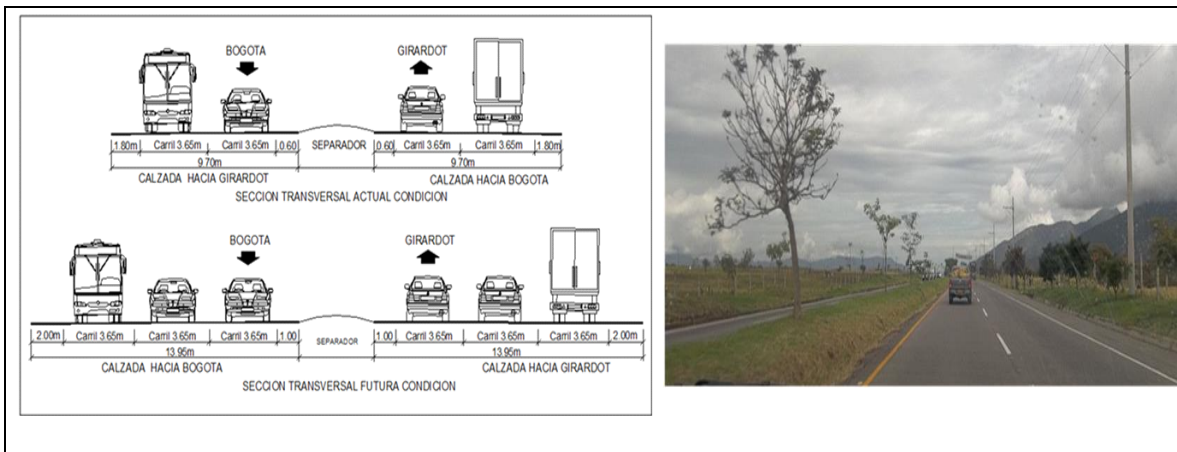 BOGOTA GIRARDOT
1.80m Carril 3.65m Carril 3.65m 0.60 SEPARADOR 0.60 Carril 3.65m Carril 3.65m 1.80m
9.70m 9.70m
CALZADA HACIA GIRARDOT CALZADA HACIA BOGOTA
SECCION TRANSVERSAL ACTUAL CONDICION
BOGOTA GIRARDOT
2.00m Carril 3.65m Carril 3.65m Carril 3.65m 1.00 SEPARADOR 1.00 Carril 3.65m Carril 3.65m Carril 3.65m 2.00m
13.95m 13.95m
CALZADA HACIA BOGOTA CALZADA HACIA GIRARDOT
SECCION TRANSVERSAL FUTURA CONDICION